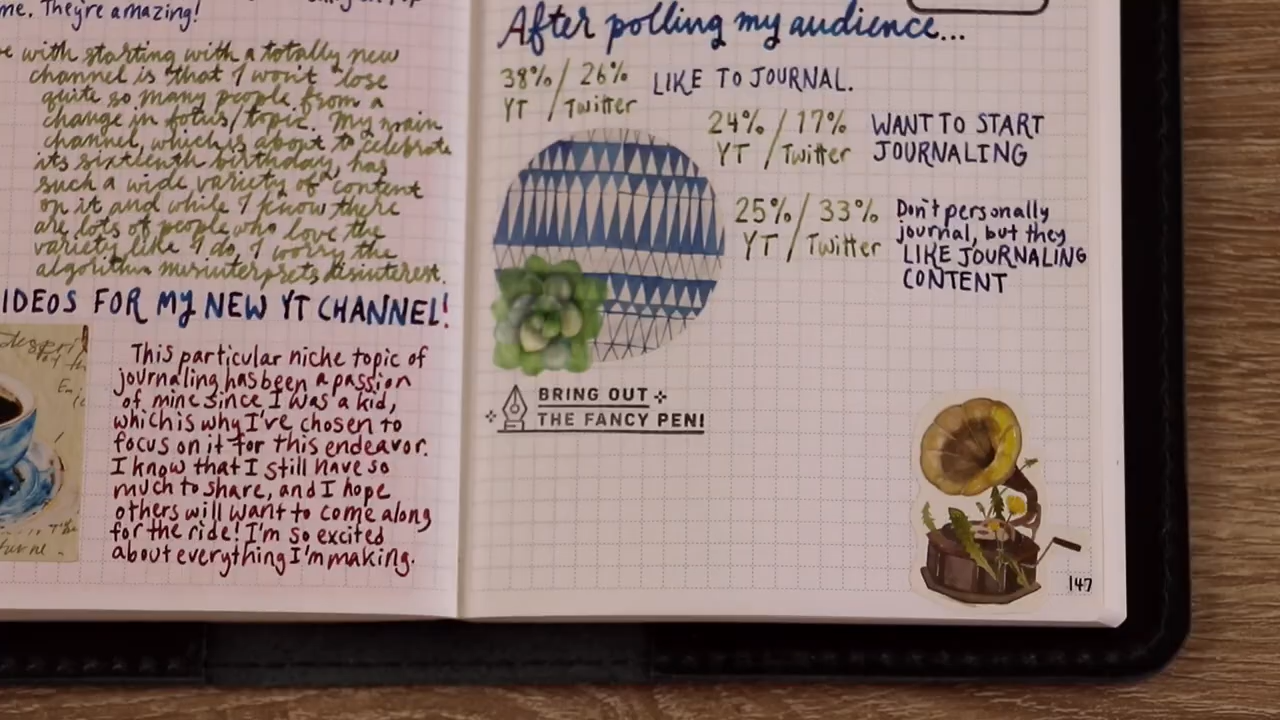 me. They're amazing!
with starting with a totally new
channel is that I won't lose
quite so many people from a
change in focus/topic. My main
channel, which is about to celebrate
its sixteenth birthday, has
such a wide variety of content
on it and while I know there
are lots of people who love the
variety like I do, I worry the
algorithm misinterprets disinterest.
IDEOS FOR MY NEW YT CHANNEL!
This particular niche topic of
journaling has been a passion
of mine since I was a kid,
which is why I've chosen to
focus on it for this endeavor.
I know that I still have so
much to share, and I hope
others will want to come along
for the ride! I'm so excited
about everything I'm making.
After polling my audience...
38% / 26% LIKE TO JOURNAL.
YT / Twitter
24% / 17% WANT TO START
YT / Twitter JOURNALING
25% / 33% Don't personally
journal, but they
YT / Twitter LIKE JOURNALING
CONTENT
BRING OUT
THE FANCY PEN!
147